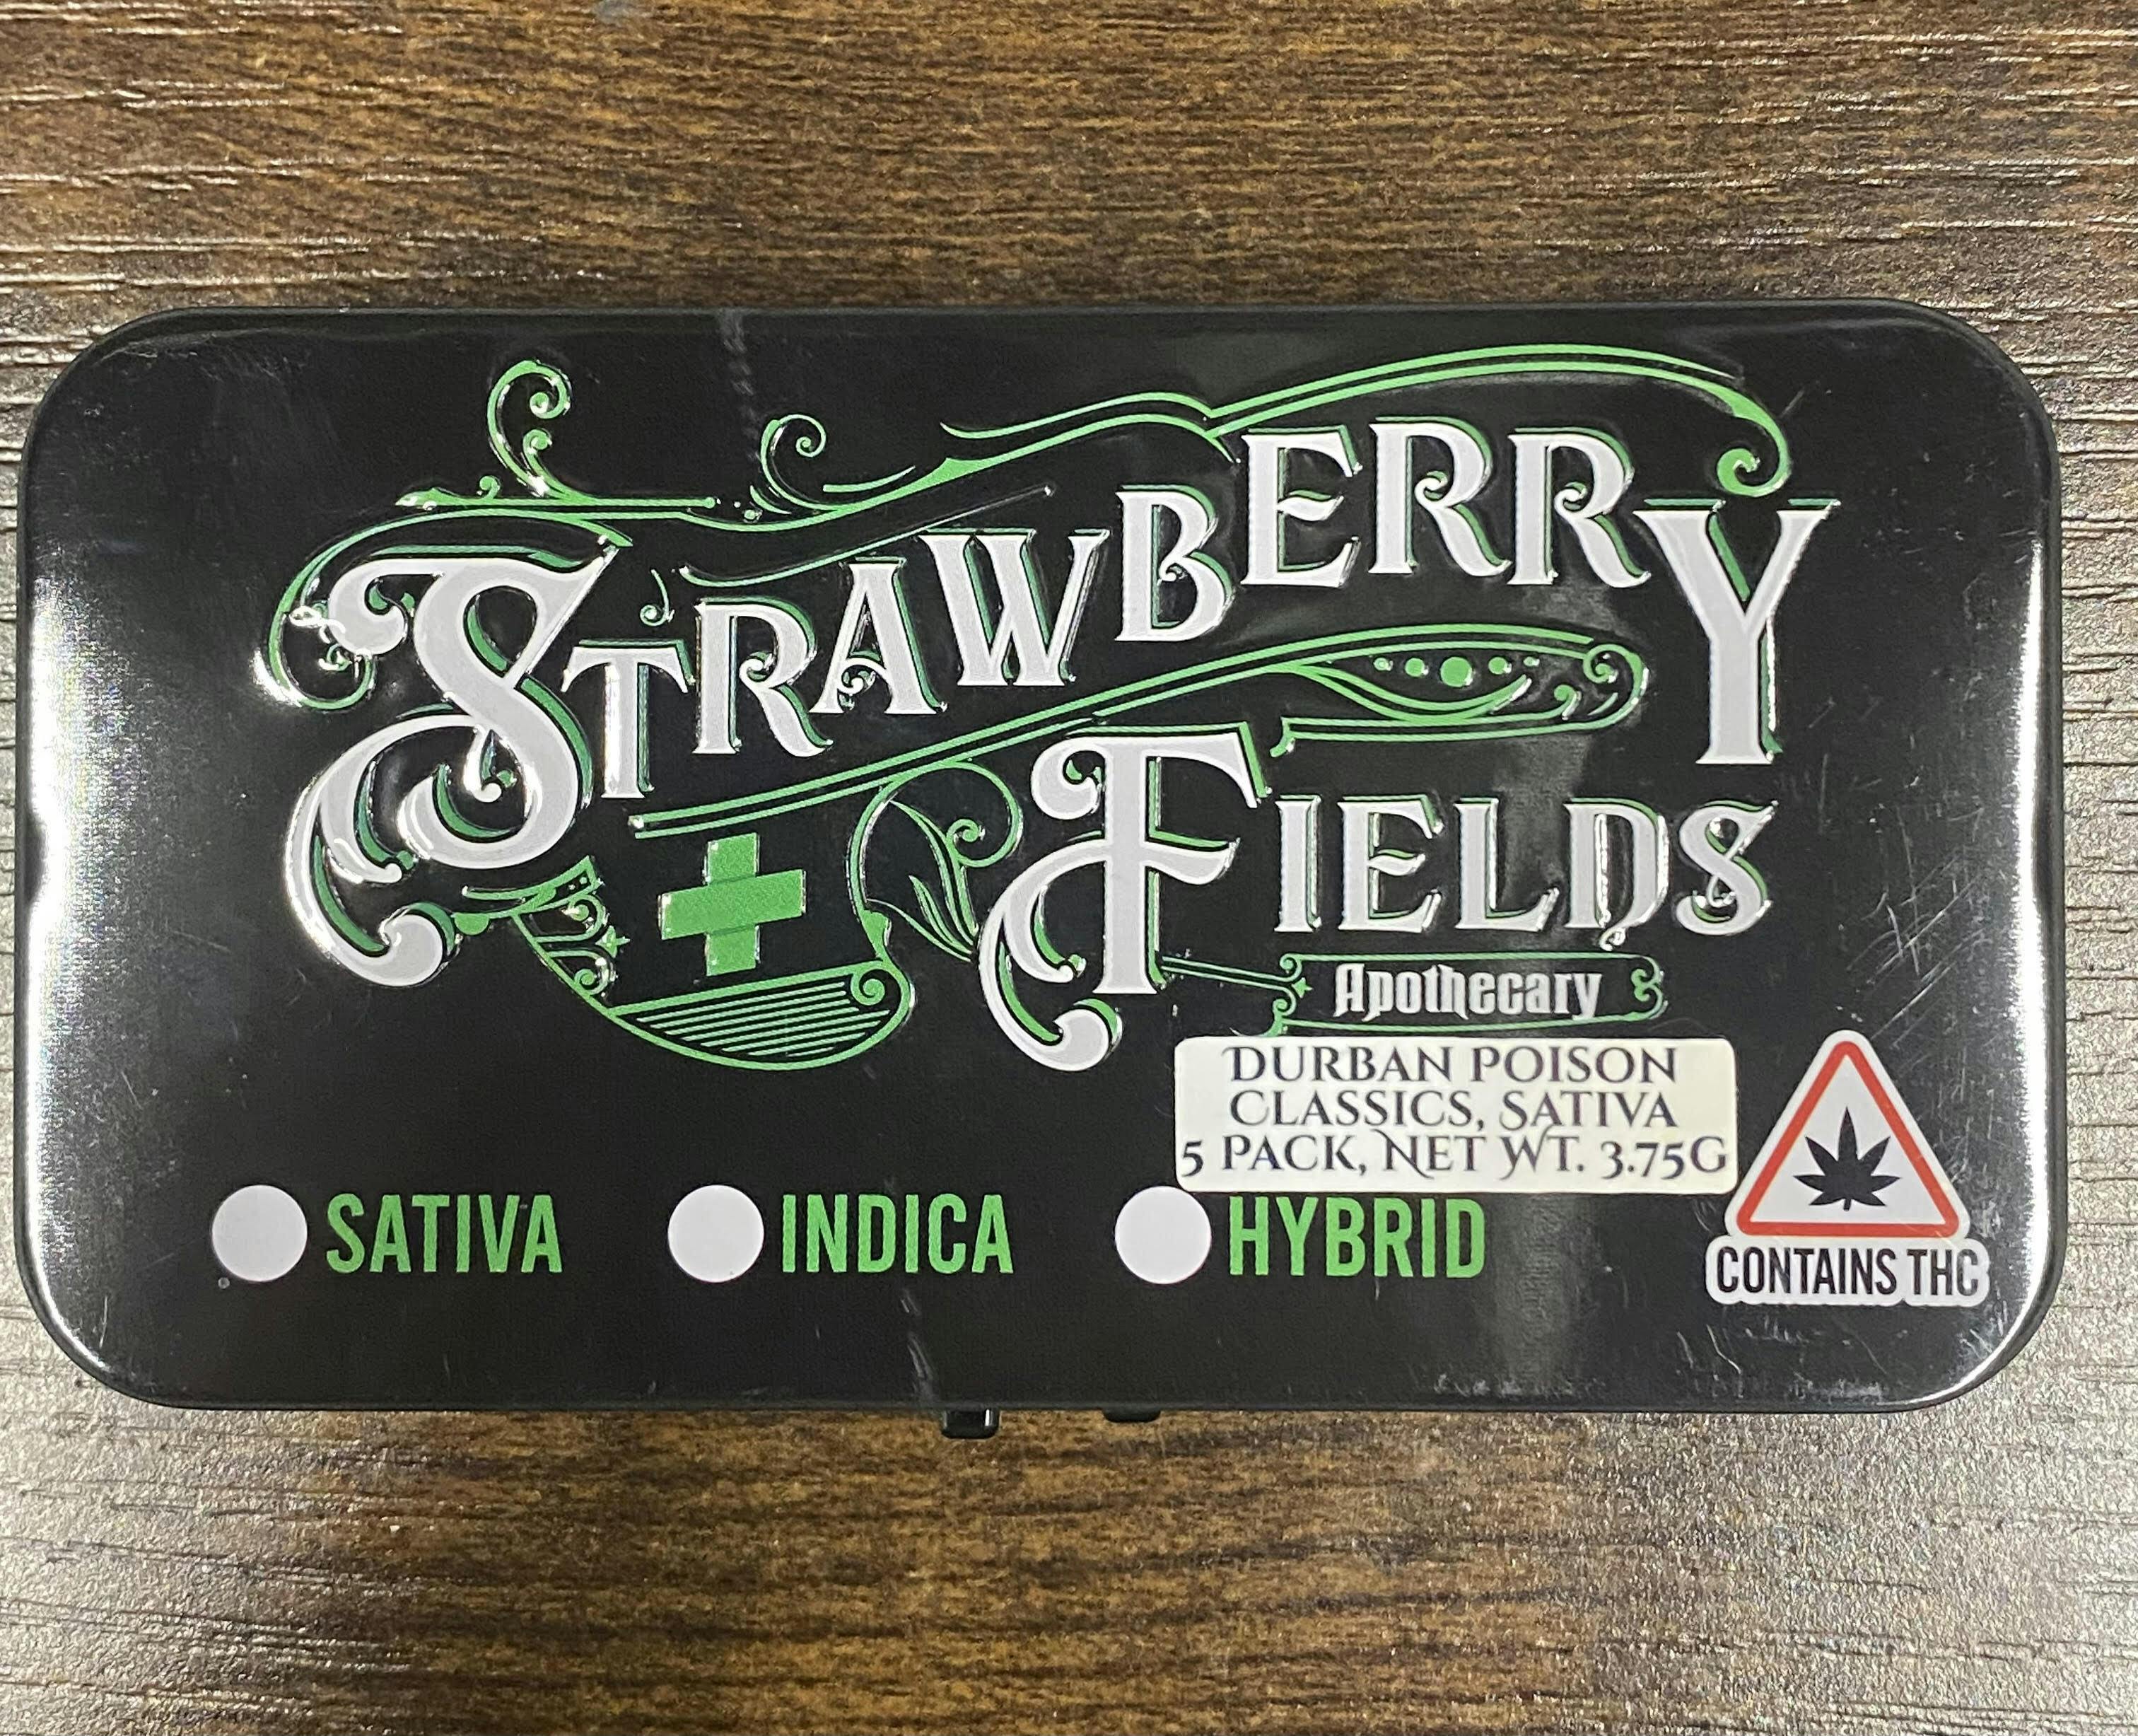 STRAWBERRY
FIELDS
Apothecary
DURBAN POISON
CLASSICS, SATIVA
5 PACK, NET WT. 3.75G
SATIVA INDICA HYBRID
CONTAINS THC